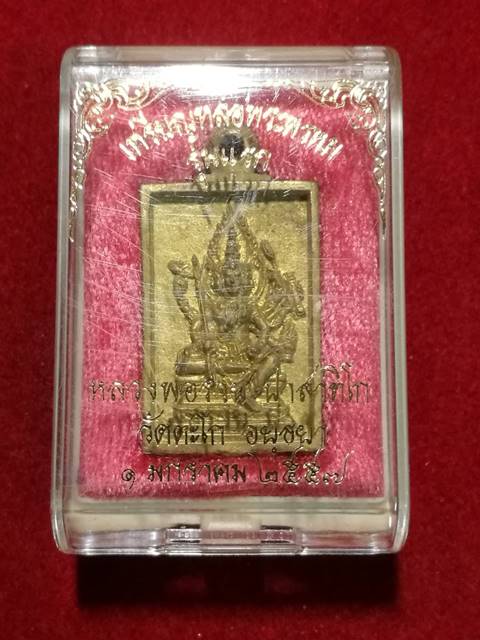 เหรียญหล่อพระพรหม
รุ่นแรก
หลวงพ่อรวย ปาสาทิโก
วัดตะโก อยุธยา
๑ มกราคม ๒๕๕๗